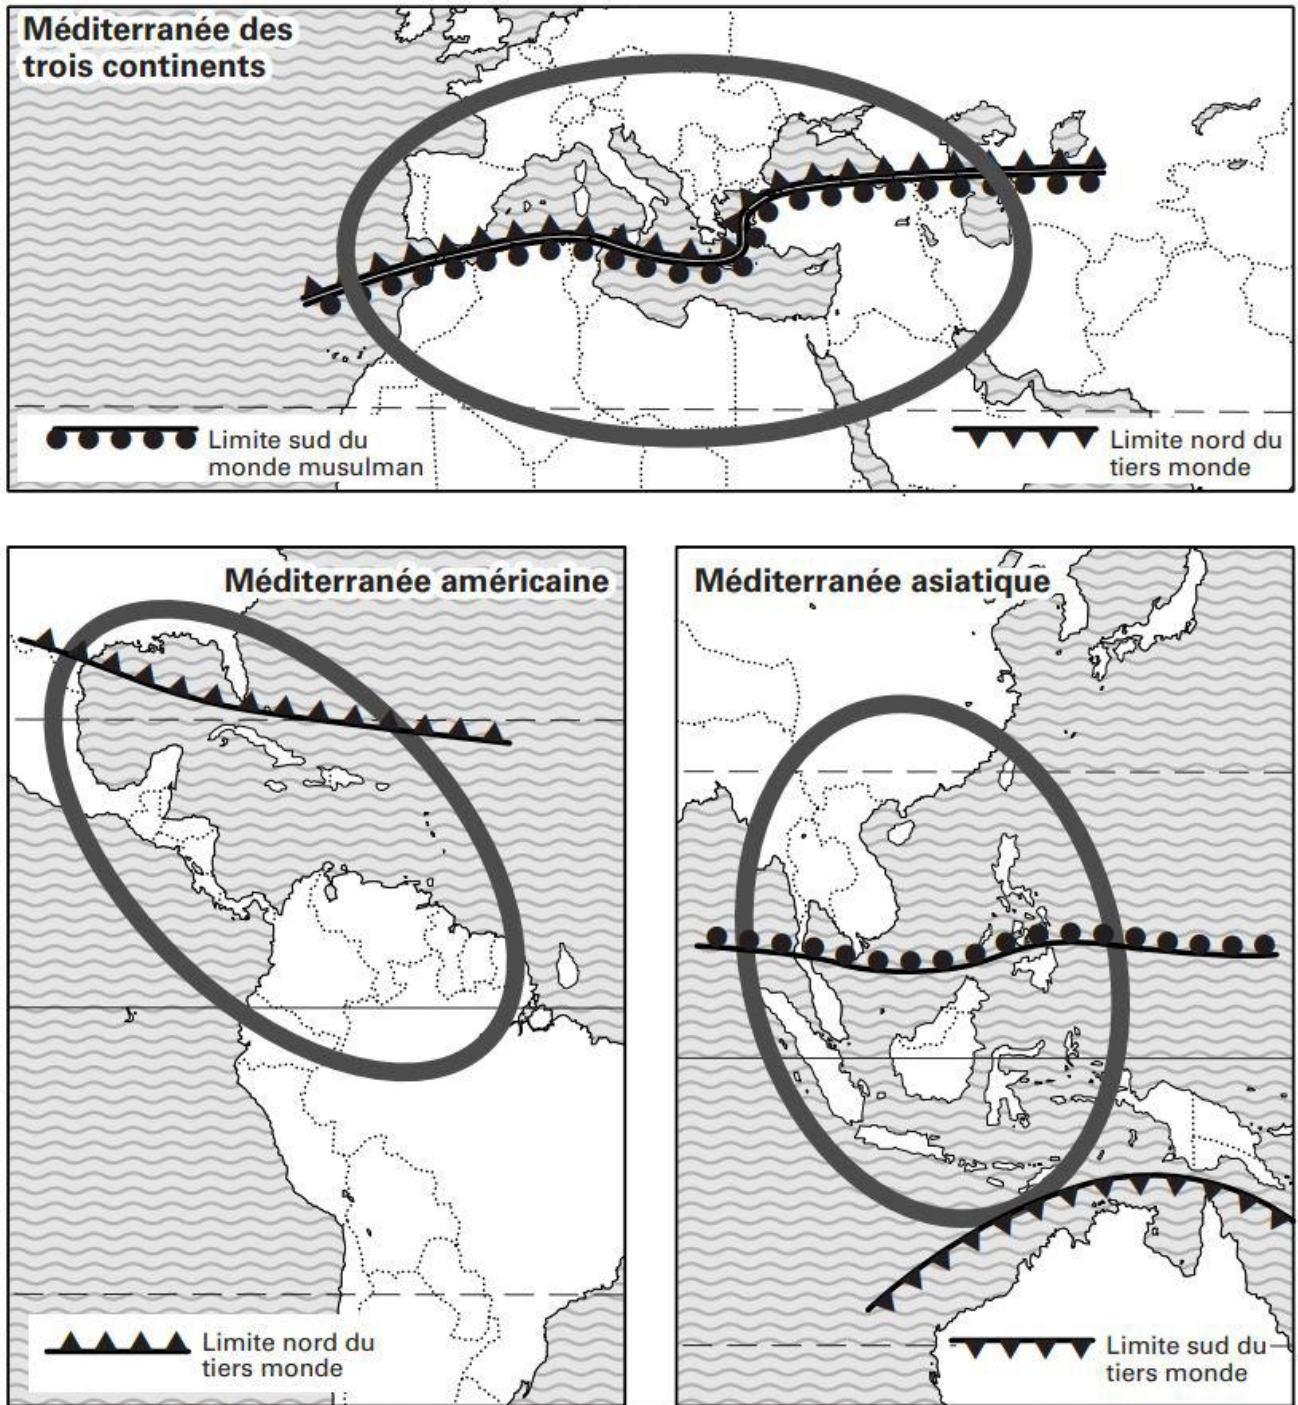 Méditerranée des
trois continents
Limite sud du
monde musulman
Limite nord du
tiers monde
Méditerranée américaine
Limite nord du
tiers monde
Méditerranée asiatique
Limite sud du
tiers monde